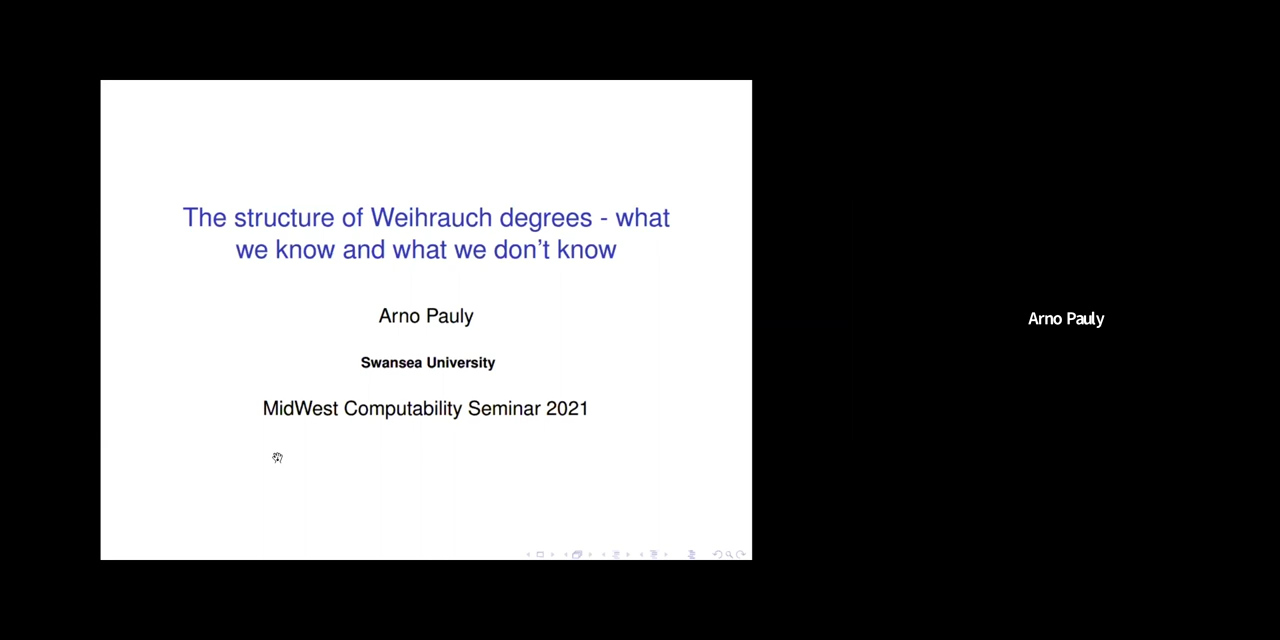 The structure of Weihrauch degrees - what
we know and what we don't know
Arno Pauly
Swansea University
MidWest Computability Seminar 2021
Arno Pauly